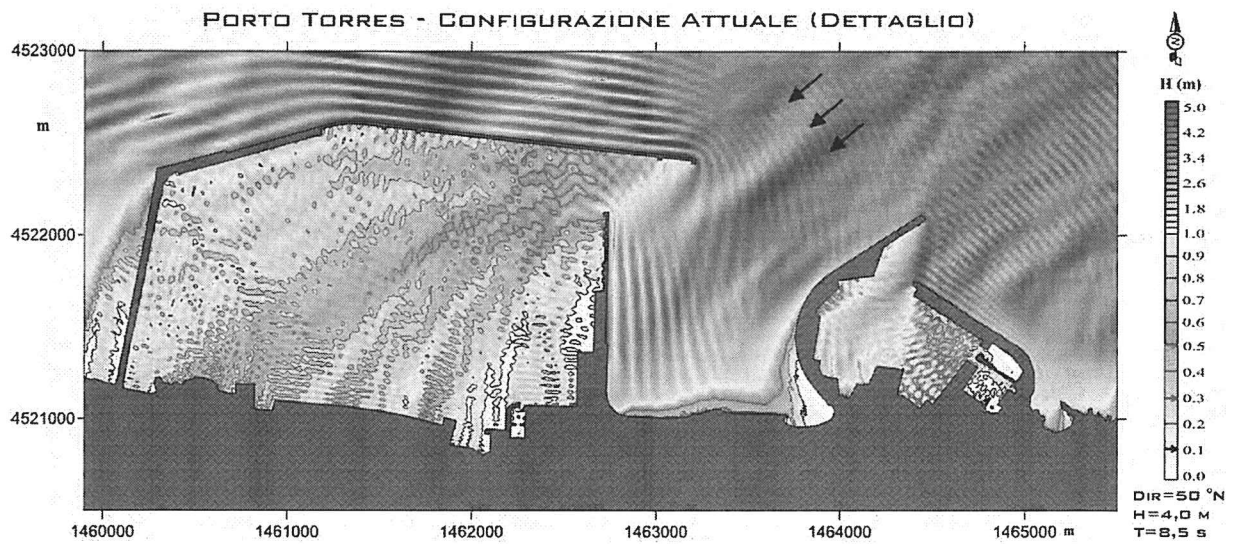 PORTO TORRES - CONFIGURAZIONE ATTUALE (DETTAGLIO)
N
H (m)
4523000
m
4522000
4521000
5.0
4.2
3.4
2.6
1.8
1.0
0.9
0.8
0.7
0.6
0.5
0.4
0.3
0.2
0.1
0.0
1460000 1461000 1462000 1463000 1464000 1465000 m
DIR=50 °N
H=4,0 M
T=8,5 S